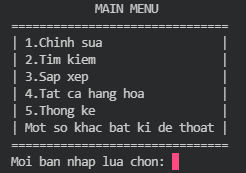 MAIN MENU
==============================
| 1.Chinh sua |
| 2.Tim kiem |
| 3.Sap xep |
| 4.Tat ca hang hoa |
| 5.Thong ke |
| Mot so khac bat ki de thoat |
==============================
Moi ban nhap lua chon: